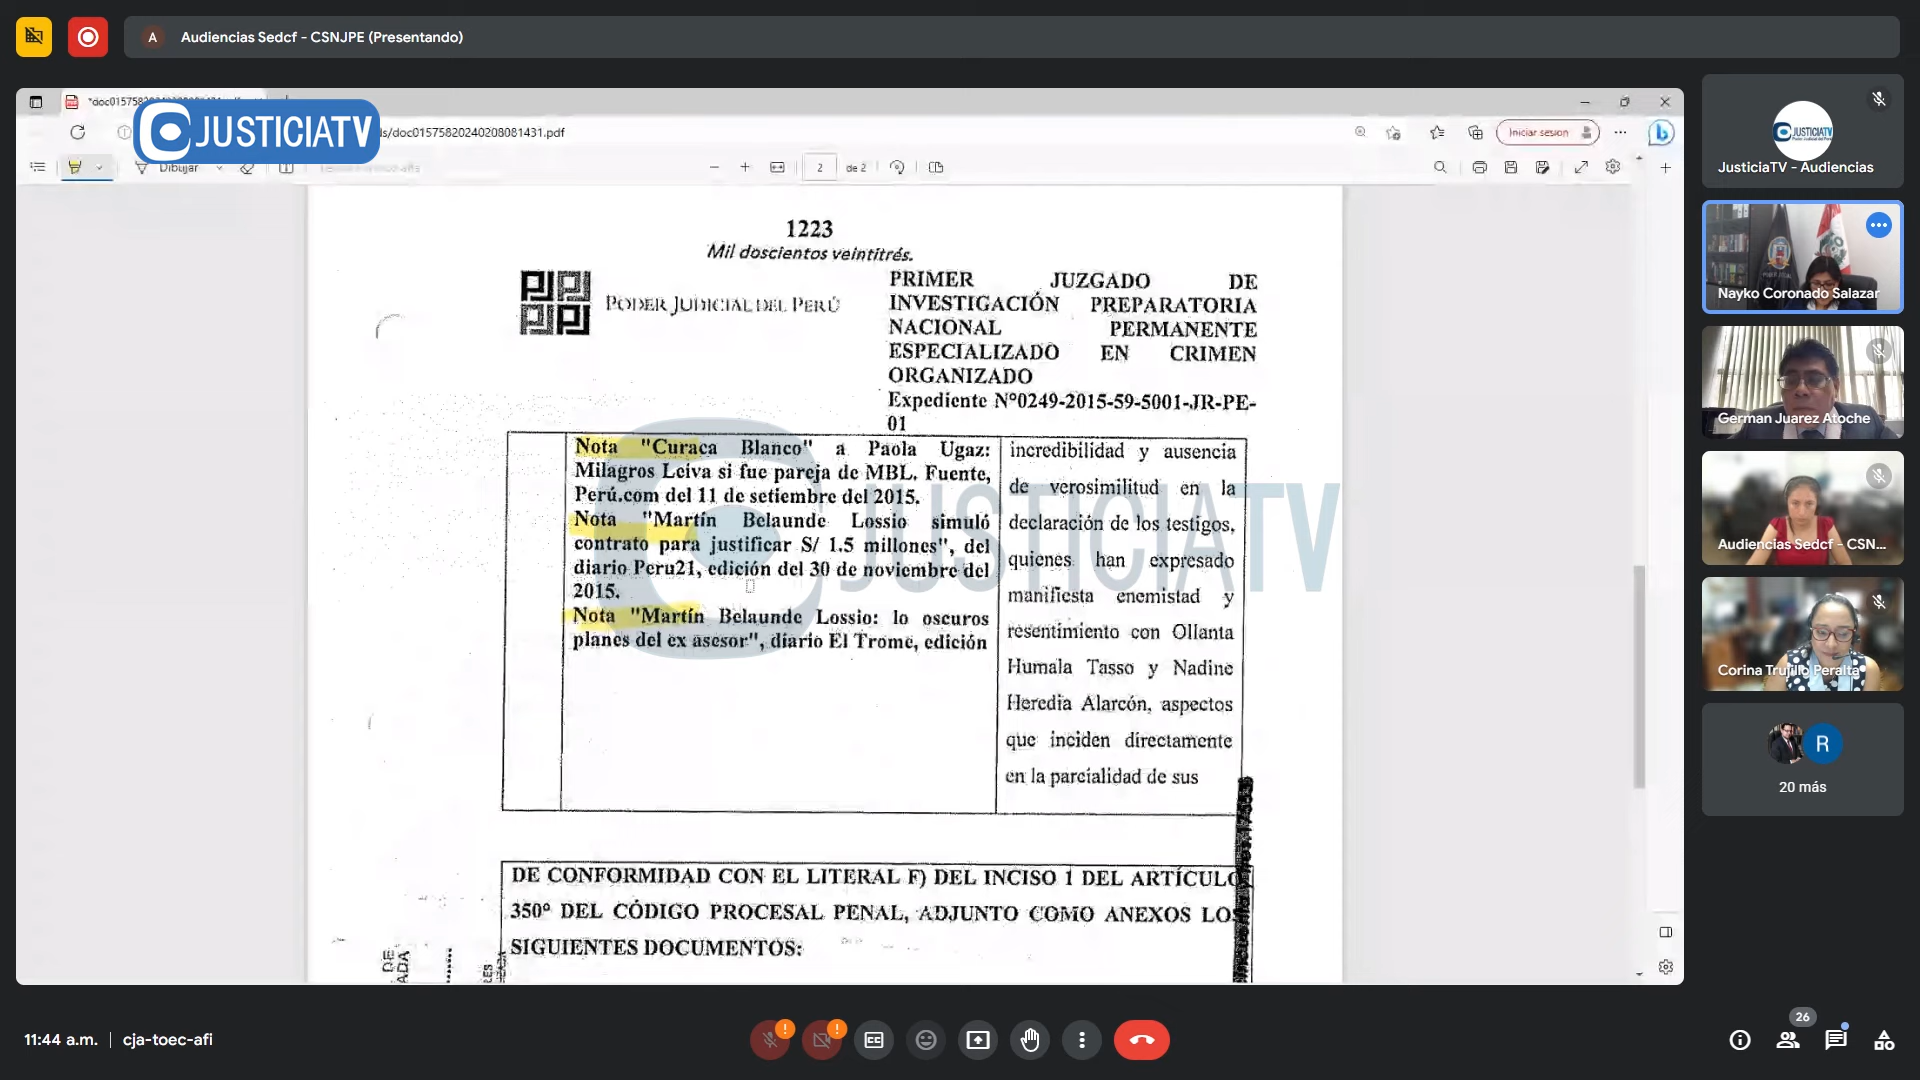 A Audiencias Sedcf - CSNJPE (Presentando)
JUSTICIATV
/doc01575820240208081431.pdf
Iniciar sesión
Dibujar
2 de 2
1223
Mil doscientos veintitrés.
PODER JUDICIAL DEL PERÚ
PRIMER JUZGADO DE
INVESTIGACIÓN PREPARATORIA
NACIONAL PERMANENTE
ESPECIALIZADO EN CRIMEN
ORGANIZADO
Expediente N°0249-2015-59-5001-JR-PE-
01
Nota "Curaca Blanco" a Paola Ugaz:
Milagros Leiva si fue pareja de MBL. Fuente,
Perú.com del 11 de setiembre del 2015.
Nota "Martín Belaunde Lossio simuló
contrato para justificar S/ 1.5 millones", del
diario Peru21, edición del 30 de noviembre del
2015.
Nota "Martín Belaunde Lossio: lo oscuros
planes del ex asesor", diario El Trome, edición
incredibilidad y ausencia
de verosimilitud en la
declaración de los testigos,
quienes han expresado
manifiesta enemistad y
resentimiento con Ollanta
Humala Tasso y Nadine
Heredia Alarcón, aspectos
que inciden directamente
en la parcialidad de sus
JUSTICIATV
DE CONFORMIDAD CON EL LITERAL F) DEL INCISO 1 DEL ARTÍCULO
350° DEL CÓDIGO PROCESAL PENAL, ADJUNTO COMO ANEXOS LOS
SIGUIENTES DOCUMENTOS:
JUSTICIATV
JusticiaTV - Audiencias
Nayko Coronado Salazar
German Juarez Atoche
Audiencias Sedcf - CSN...
Corina Trujillo Peralta
R
20 más
11:44 a.m. | cja-toec-afi
26